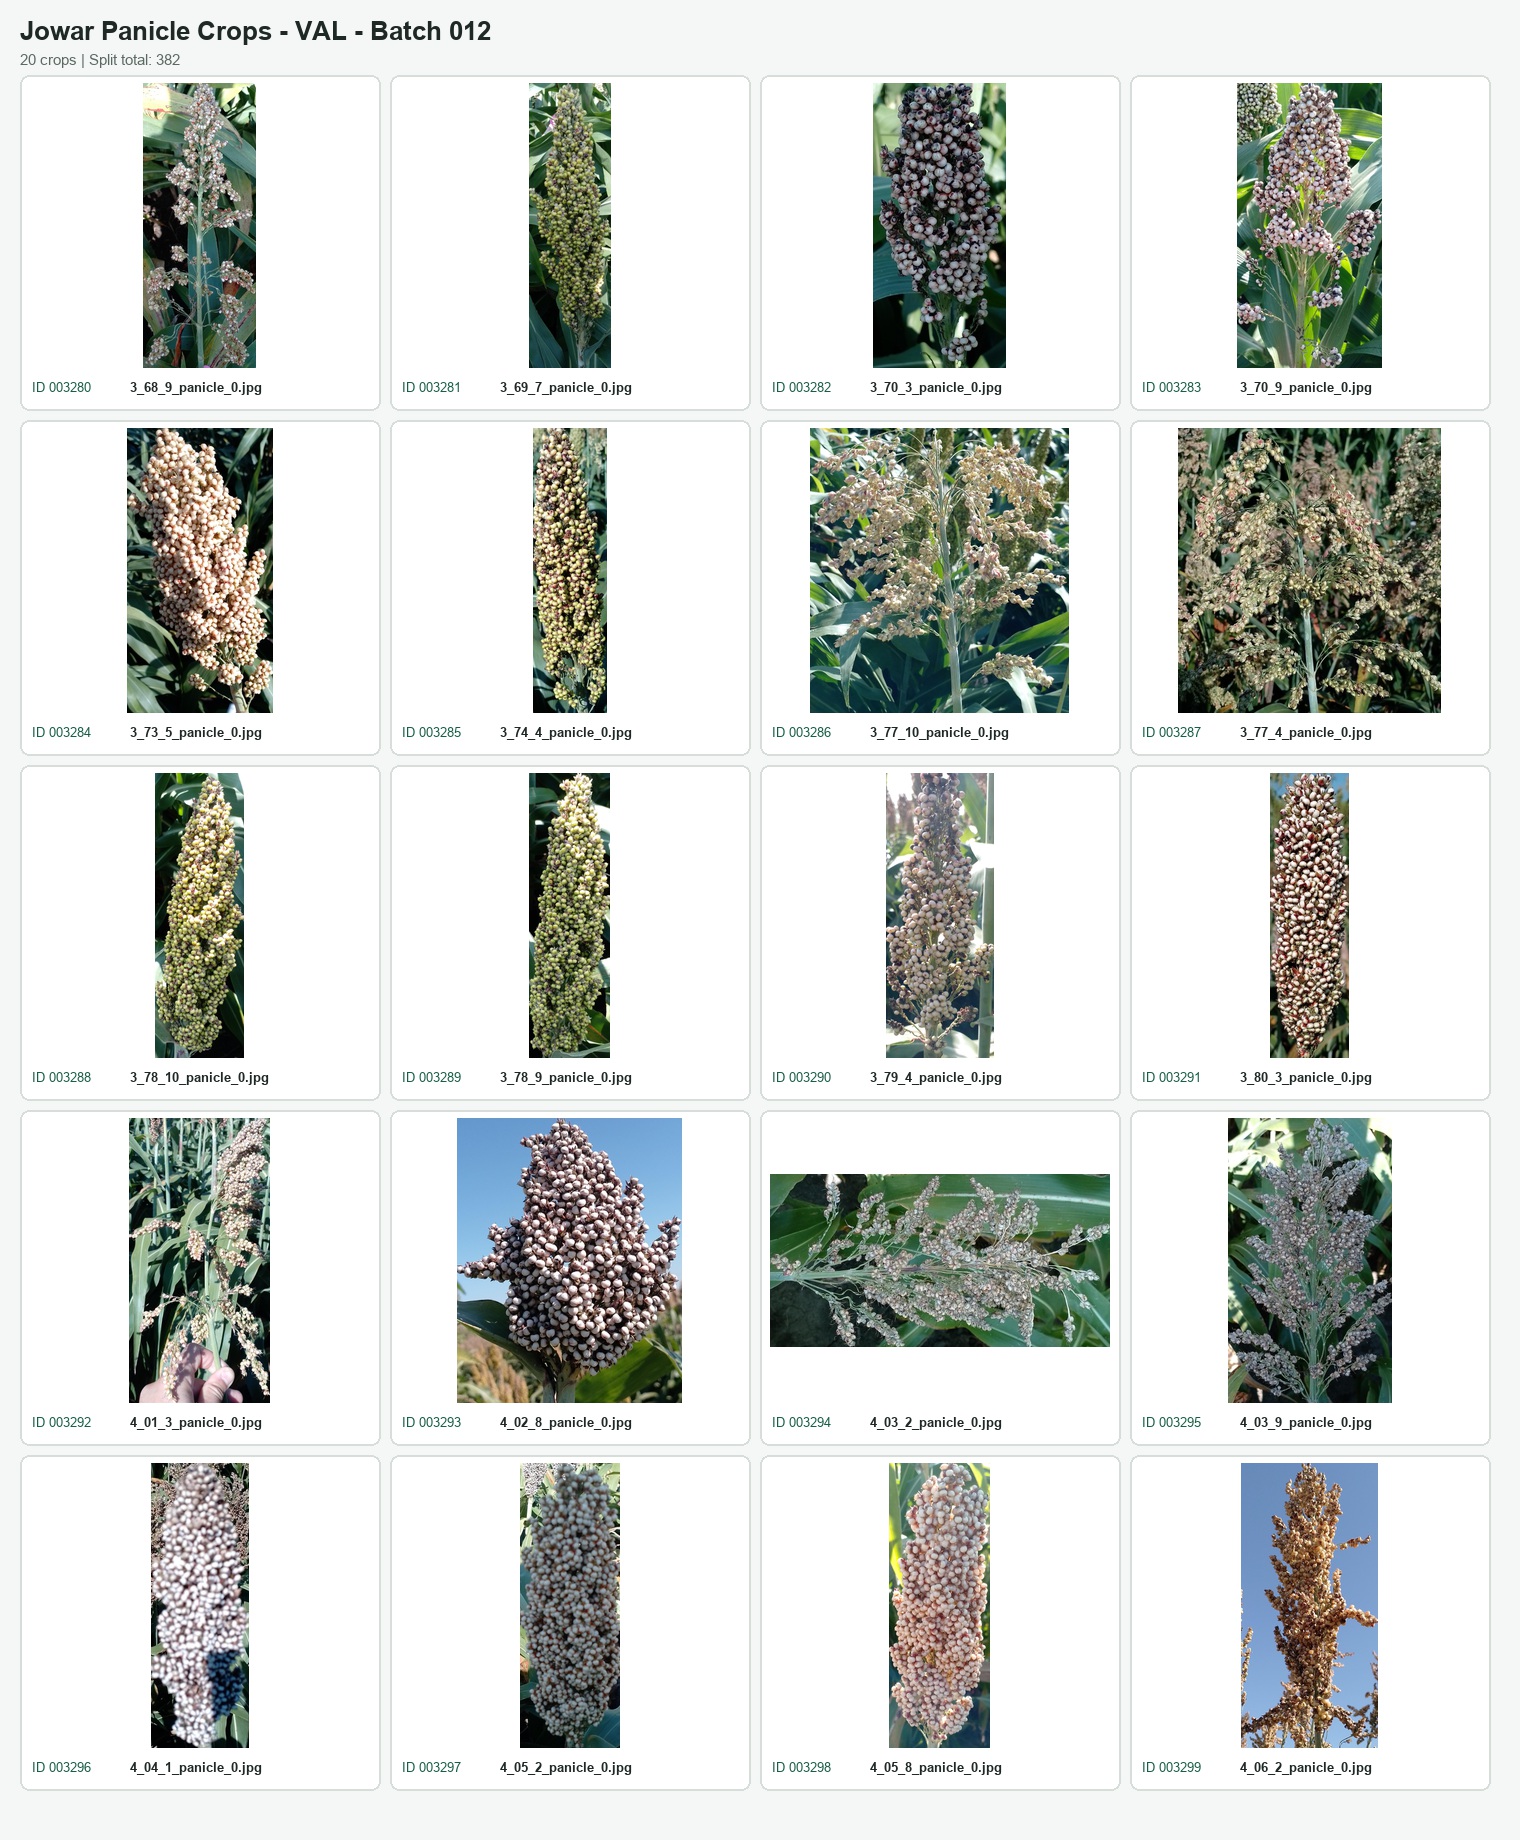 Jowar Panicle Crops - VAL - Batch 012
20 crops | Split total: 382
ID 003280 3_68_9_panicle_0.jpg
ID 003281 3_69_7_panicle_0.jpg
ID 003282 3_70_3_panicle_0.jpg
ID 003283 3_70_9_panicle_0.jpg
ID 003284 3_73_5_panicle_0.jpg
ID 003285 3_74_4_panicle_0.jpg
ID 003286 3_77_10_panicle_0.jpg
ID 003287 3_77_4_panicle_0.jpg
ID 003288 3_78_10_panicle_0.jpg
ID 003289 3_78_9_panicle_0.jpg
ID 003290 3_79_4_panicle_0.jpg
ID 003291 3_80_3_panicle_0.jpg
ID 003292 4_01_3_panicle_0.jpg
ID 003293 4_02_8_panicle_0.jpg
ID 003294 4_03_2_panicle_0.jpg
ID 003295 4_03_9_panicle_0.jpg
ID 003296 4_04_1_panicle_0.jpg
ID 003297 4_05_2_panicle_0.jpg
ID 003298 4_05_8_panicle_0.jpg
ID 003299 4_06_2_panicle_0.jpg